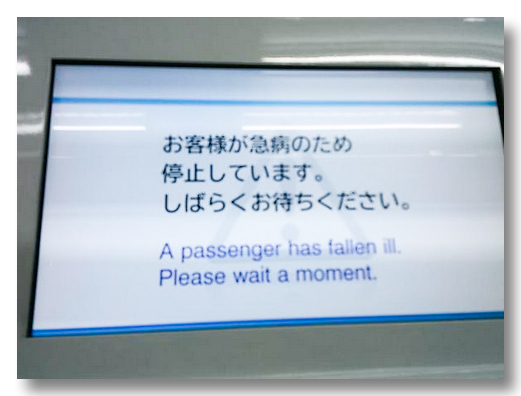 お客様が急病のため
停止しています。
しばらくお待ちください。
A passenger has fallen ill.
Please wait a moment.